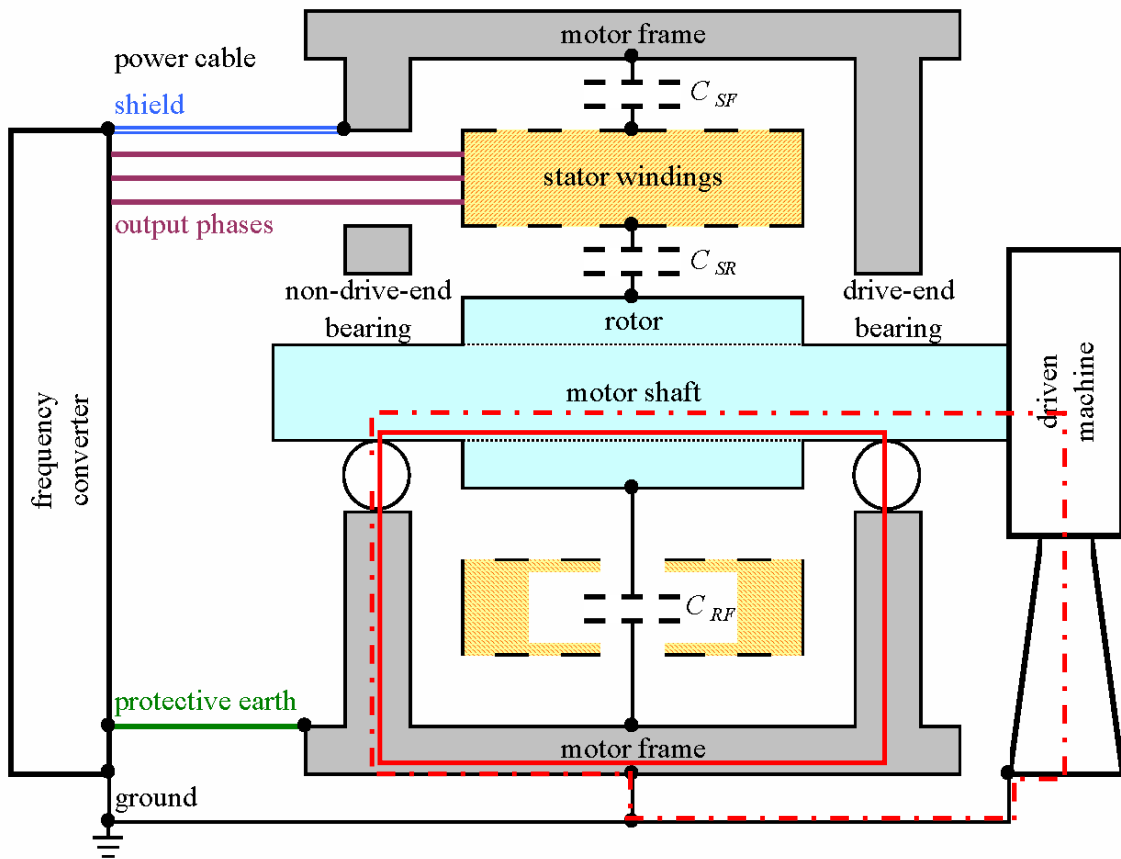 motor frame
power cable
shield
C SF
stator windings
output phases
C SR
non-drive-end
bearing
drive-end
bearing
rotor
motor shaft
driven
machine
frequency
converter
C RF
protective earth
motor frame
ground